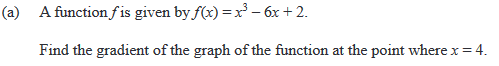 (a) A function f is given by f(x) = x³ – 6x + 2.
Find the gradient of the graph of the function at the point where x = 4.